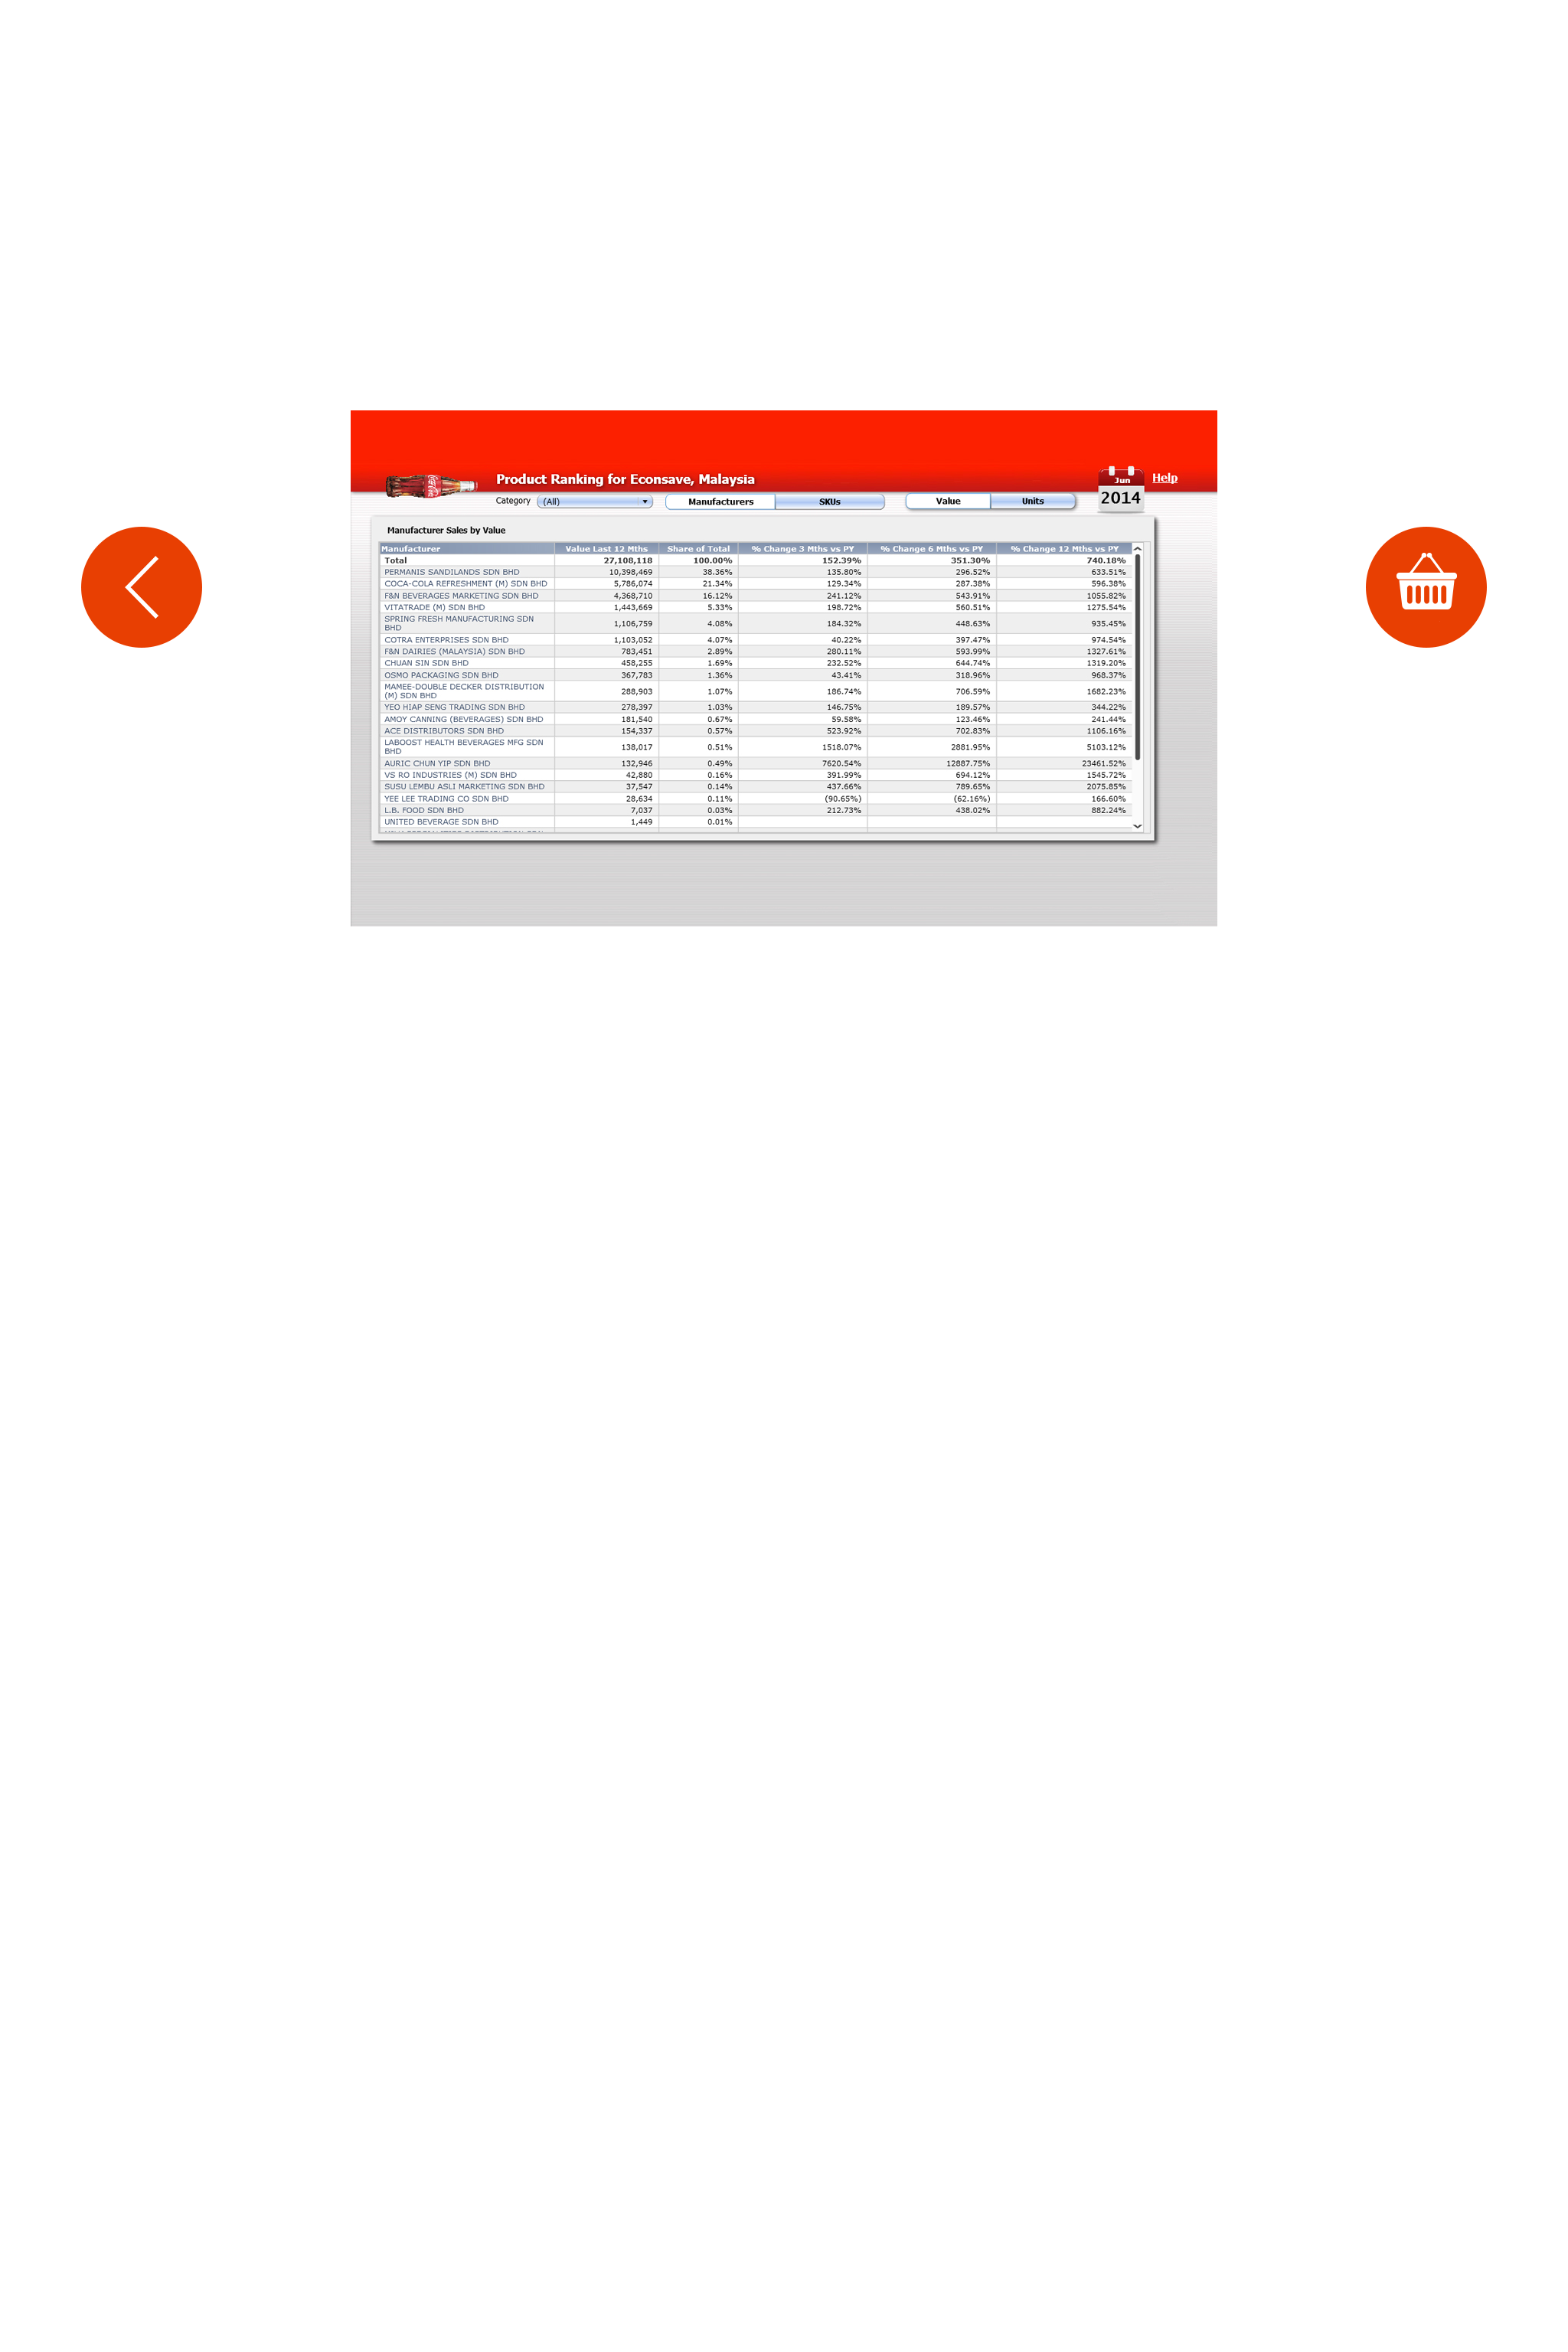 Product Ranking for Econsave, Malaysia
Jun
2014
Help
Category (All) Manufacturers SKUs Value Units
Manufacturer Sales by Value
Manufacturer Value Last 12 Mths Share of Total % Change 3 Mths vs PY % Change 6 Mths vs PY % Change 12 Mths vs PY
Total 27,108,118 100.00% 152.39% 351.30% 740.18%
PERMANIS SANDILANDS SDN BHD 10,398,469 38.36% 135.80% 296.52% 633.51%
COCA-COLA REFRESHMENT (M) SDN BHD 5,786,074 21.34% 129.34% 287.38% 596.38%
F&N BEVERAGES MARKETING SDN BHD 4,368,710 16.12% 241.12% 543.91% 1055.82%
VITATRADE (M) SDN BHD 1,443,669 5.33% 198.72% 560.51% 1275.54%
SPRING FRESH MANUFACTURING SDN
BHD 1,106,759 4.08% 184.32% 448.63% 935.45%
COTRA ENTERPRISES SDN BHD 1,103,052 4.07% 40.22% 397.47% 974.54%
F&N DAIRIES (MALAYSIA) SDN BHD 783,451 2.89% 280.11% 593.99% 1327.61%
CHUAN SIN SDN BHD 458,255 1.69% 232.52% 644.74% 1319.20%
OSMO PACKAGING SDN BHD 367,783 1.36% 43.41% 318.96% 968.37%
MAMEE-DOUBLE DECKER DISTRIBUTION
(M) SDN BHD 288,903 1.07% 186.74% 706.59% 1682.23%
YEO HIAP SENG TRADING SDN BHD 278,397 1.03% 146.75% 189.57% 344.22%
AMOY CANNING (BEVERAGES) SDN BHD 181,540 0.67% 59.58% 123.46% 241.44%
ACE DISTRIBUTORS SDN BHD 154,337 0.57% 523.92% 702.83% 1106.16%
LABOOST HEALTH BEVERAGES MFG SDN
BHD 138,017 0.51% 1518.07% 2881.95% 5103.12%
AURIC CHUN YIP SDN BHD 132,946 0.49% 7620.54% 12887.75% 23461.52%
VS RO INDUSTRIES (M) SDN BHD 42,880 0.16% 391.99% 694.12% 1545.72%
SUSU LEMBU ASLI MARKETING SDN BHD 37,547 0.14% 437.66% 789.65% 2075.85%
YEE LEE TRADING CO SDN BHD 28,634 0.11% (90.65%) (62.16%) 166.60%
L.B. FOOD SDN BHD 7,037 0.03% 212.73% 438.02% 882.24%
UNITED BEVERAGE SDN BHD 1,449 0.01%